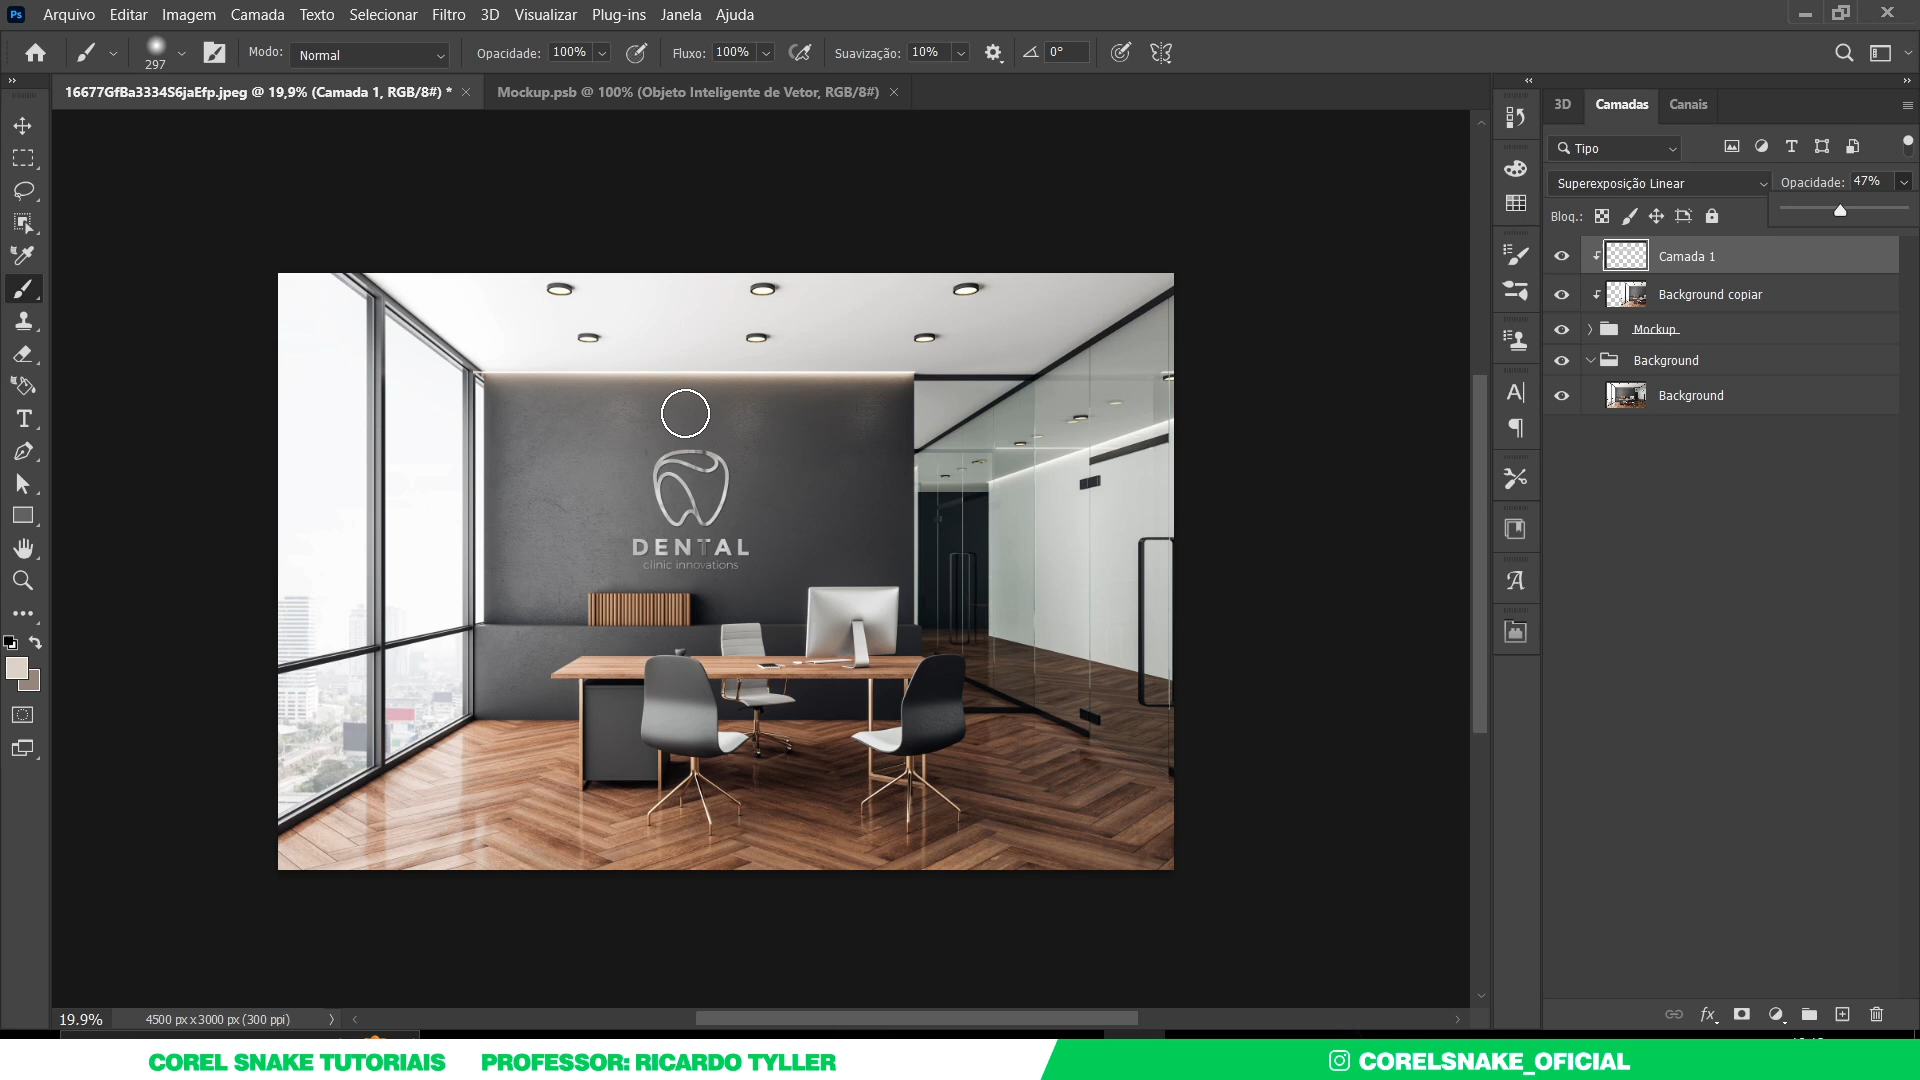 Ps Arquivo Editar Imagem Camada Texto Selecionar Filtro 3D Visualizar Plug-ins Janela Ajuda
297 Modo: Normal Opacidade: 100% Fluxo: 100% Suavização: 10% 0°
16677GfBa3334S6jaEfp.jpeg @ 19,9% (Camada 1, RGB/8#) * Mockup.psb @ 100% (Objeto Inteligente de Vetor, RGB/8#)
3D Camadas Canais
Tipo
Superexposição Linear Opacidade: 47%
Bloq.:
Camada 1
Background copiar
Mockup
Background
Background
DENTAL
clinic innovations
19.9% 4500 px x 3000 px (300 ppi)
COREL SNAKE TUTORIAIS PROFESSOR: RICARDO TYLLER CORELSNAKE_OFICIAL